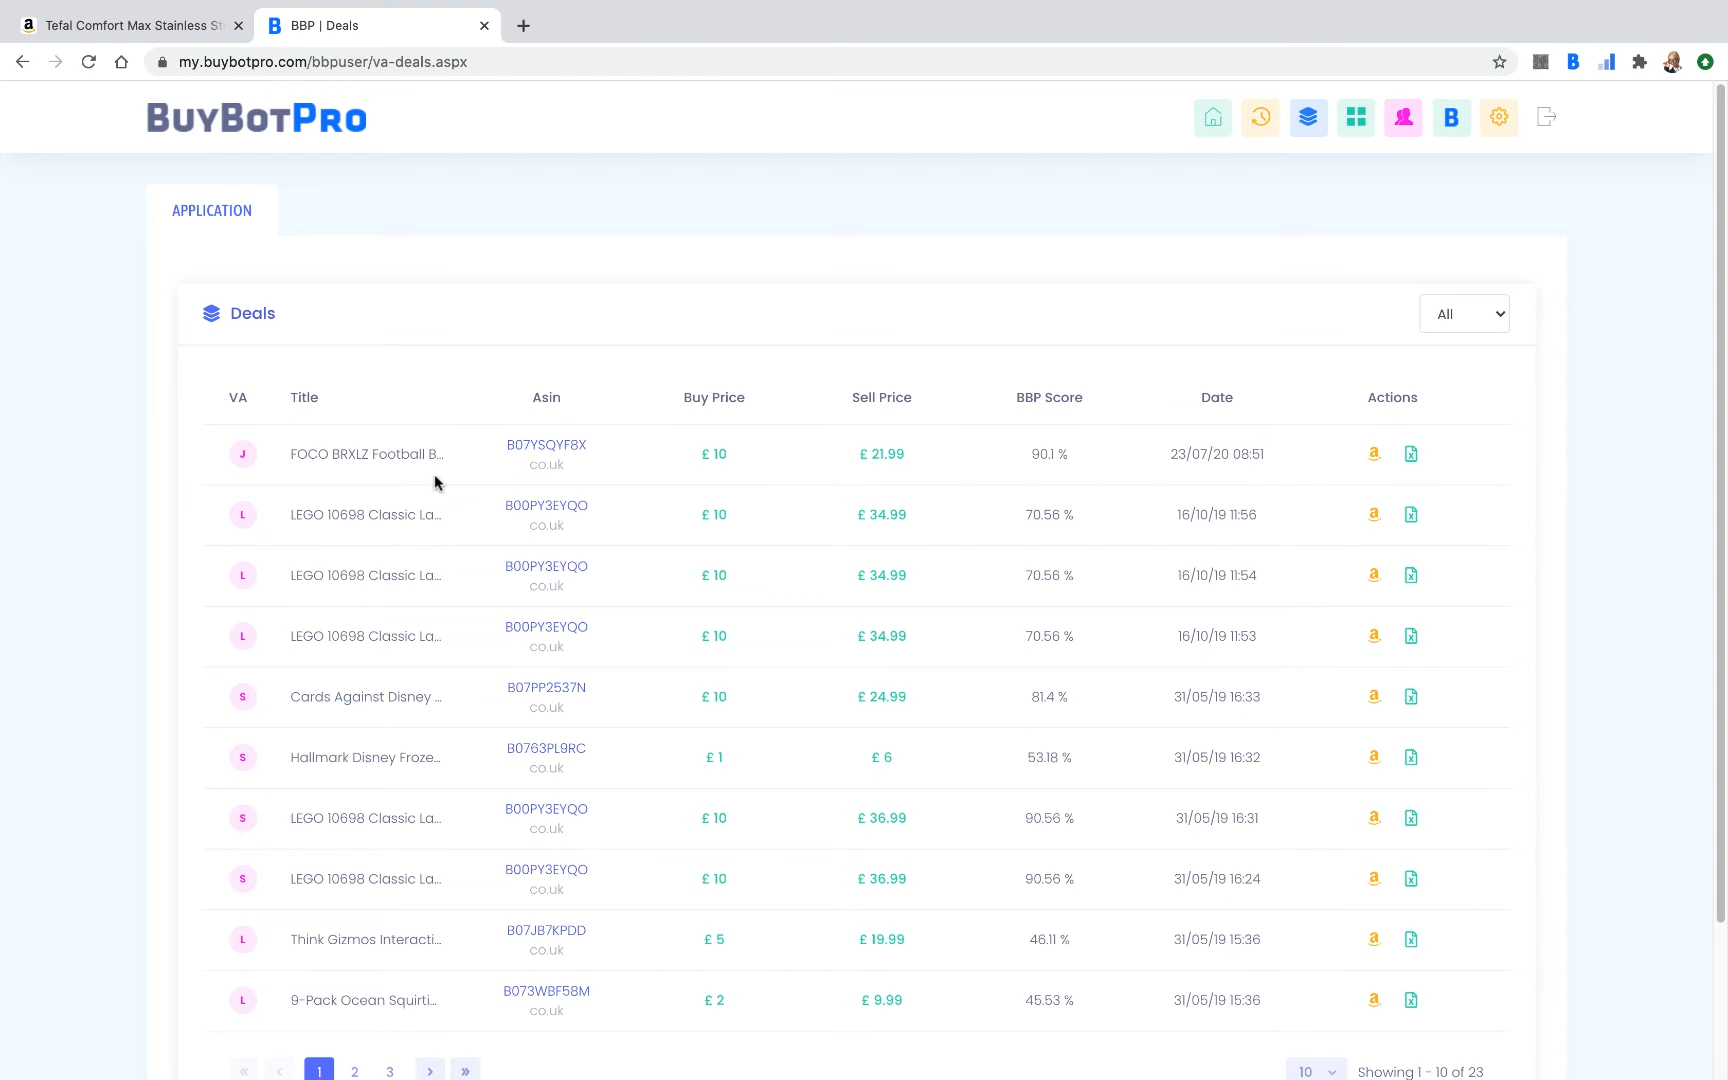 Tefal Comfort Max Stainless St
BBP | Deals
my.buybotpro.com/bbpuser/va-deals.aspx
BuyBotPro
APPLICATION
Deals
All
VA Title Asin Buy Price Sell Price BBP Score Date Actions
J FOCO BRXLZ Football B... B07YSQYF8X £ 10 £ 21.99 90.1 % 23/07/20 08:51
co.uk
L LEGO 10698 Classic La... B00PY3EYQO £ 10 £ 34.99 70.56 % 16/10/19 11:56
co.uk
L LEGO 10698 Classic La... B00PY3EYQO £ 10 £ 34.99 70.56 % 16/10/19 11:54
co.uk
L LEGO 10698 Classic La... B00PY3EYQO £ 10 £ 34.99 70.56 % 16/10/19 11:53
co.uk
S Cards Against Disney ... B07PP2537N £ 10 £ 24.99 81.4 % 31/05/19 16:33
co.uk
S Hallmark Disney Froze... B0763PL9RC £ 1 £ 6 53.18 % 31/05/19 16:32
co.uk
S LEGO 10698 Classic La... B00PY3EYQO £ 10 £ 36.99 90.56 % 31/05/19 16:31
co.uk
S LEGO 10698 Classic La... B00PY3EYQO £ 10 £ 36.99 90.56 % 31/05/19 16:24
co.uk
L Think Gizmos Interacti... B07JB7KPDD £ 5 £ 19.99 46.11 % 31/05/19 15:36
co.uk
L 9-Pack Ocean Squirti... B073WBF58M £ 2 £ 9.99 45.53 % 31/05/19 15:36
co.uk
« ‹ 1 2 3 › » 10 Showing 1 - 10 of 23